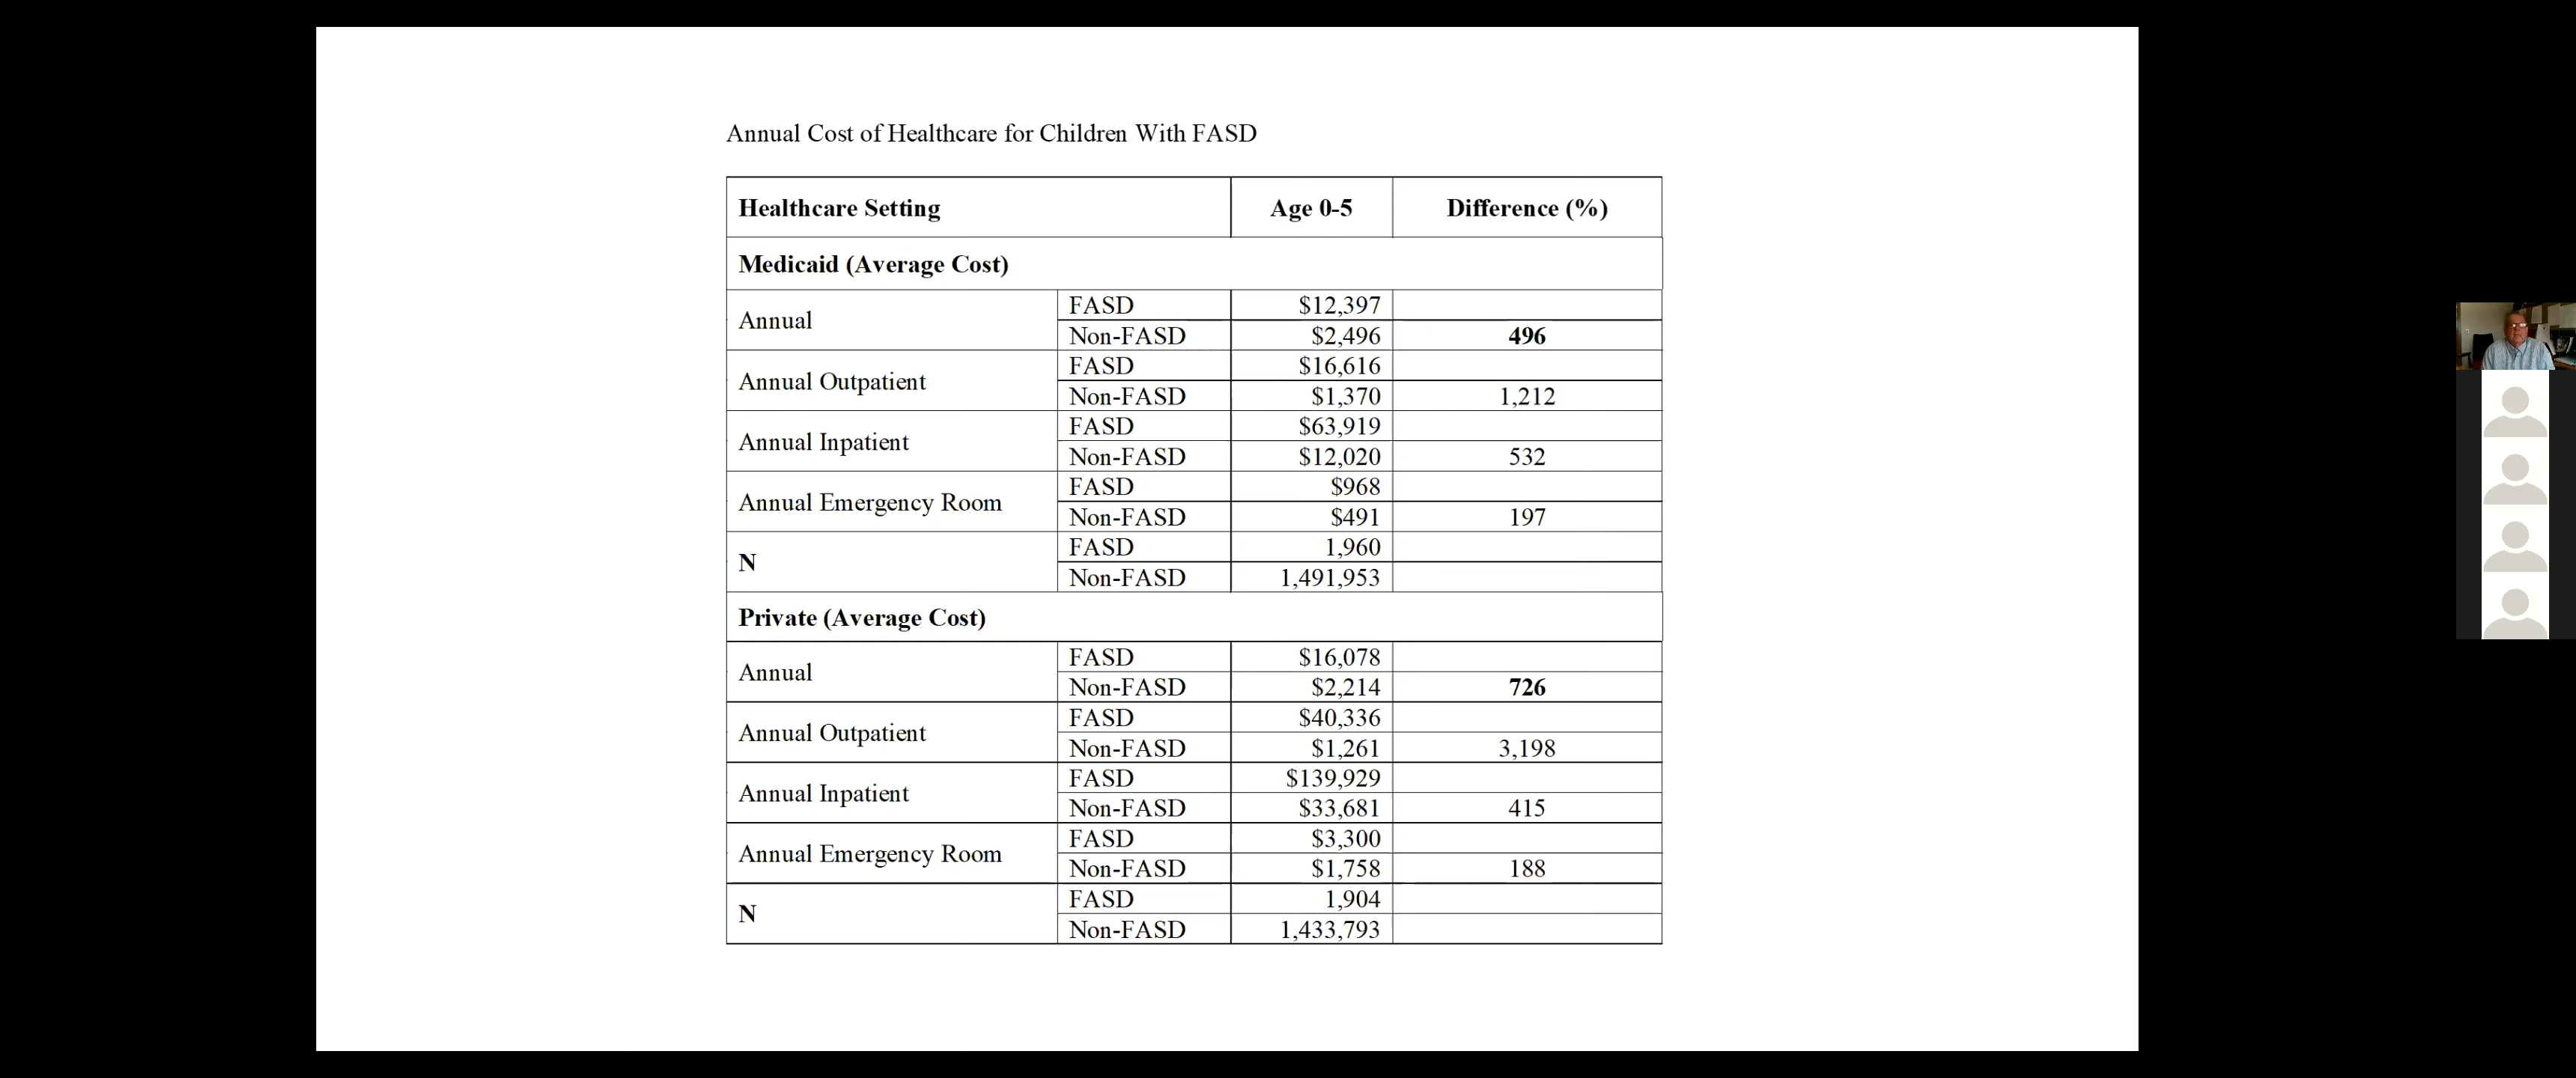 Annual Cost of Healthcare for Children With FASD
Healthcare Setting Age 0-5 Difference (%)
Medicaid (Average Cost)
Annual FASD $12,397
Non-FASD $2,496 496
Annual Outpatient FASD $16,616
Non-FASD $1,370 1,212
Annual Inpatient FASD $63,919
Non-FASD $12,020 532
Annual Emergency Room FASD $968
Non-FASD $491 197
N FASD 1,960
Non-FASD 1,491,953
Private (Average Cost)
Annual FASD $16,078
Non-FASD $2,214 726
Annual Outpatient FASD $40,336
Non-FASD $1,261 3,198
Annual Inpatient FASD $139,929
Non-FASD $33,681 415
Annual Emergency Room FASD $3,300
Non-FASD $1,758 188
N FASD 1,904
Non-FASD 1,433,793